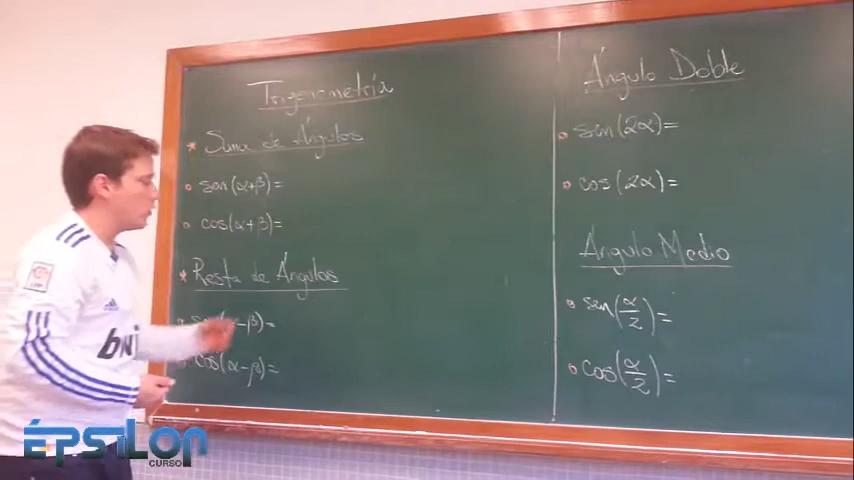 Trigonometría
* Suma de Ángulos
sen(α+β)=
cos(α+β)=
* Resta de Ángulos
sen(α-β)=
cos(α-β)=
Ángulo Doble
sen(2α)=
cos(2α)=
Ángulo Medio
sen(α/2)=
cos(α/2)=
bwin
ÉPSILON
CURSO